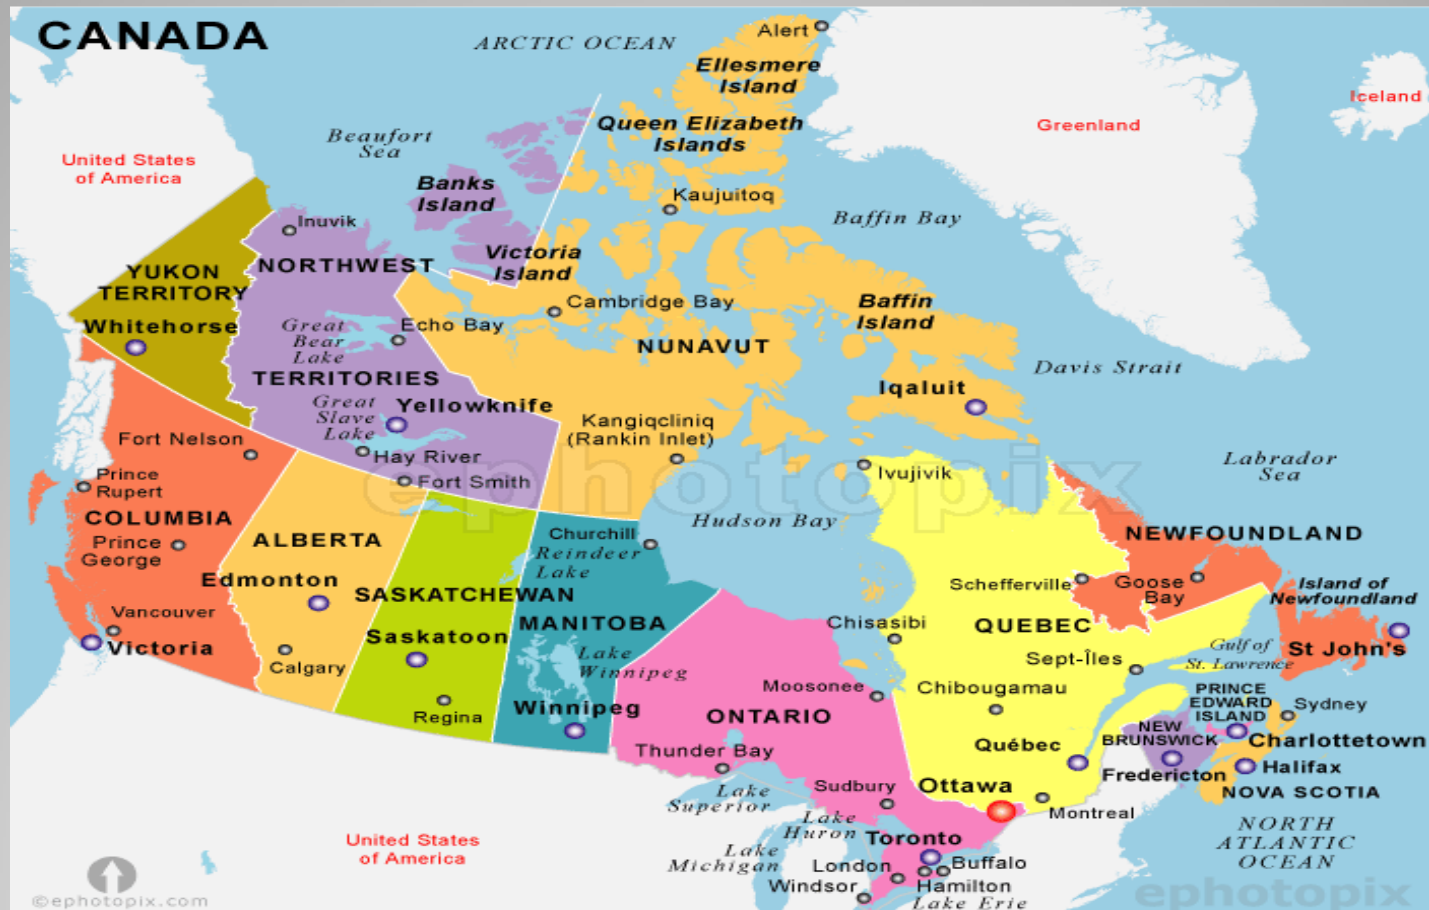 CANADA
ARCTIC OCEAN
Alert
Ellesmere
Island
Iceland
Queen Elizabeth
Islands
Greenland
Beaufort
Sea
United States
of America
Banks
Island
Kaujuitoq
Baffin Bay
Inuvik
NORTHWEST
Victoria
Island
YUKON
TERRITORY
Whitehorse
Cambridge Bay
Baffin
Island
Great
Bear
Lake
Echo Bay
NUNAVUT
Davis Strait
TERRITORIES
Iqaluit
Great
Slave
Lake
Yellowknife
Kangiqcliniq
(Rankin Inlet)
Fort Nelson
Hay River
Fort Smith
ephotopix
Ivujivik
Labrador
Sea
Prince
Rupert
COLUMBIA
Prince
George
ALBERTA
Churchill
Reindeer
Lake
Hudson Bay
NEWFOUNDLAND
Edmonton
SASKATCHEWAN
Schefferville
Goose
Bay
Island of
Newfoundland
Vancouver
Victoria
Saskatoon
MANITOBA
Lake
Winnipeg
Chisasibi
QUEBEC
Gulf of
St. Lawrence
St John's
Calgary
Sept-Îles
Moosonee
Chibougamau
PRINCE
EDWARD
ISLAND
Sydney
Regina
Winnipeg
ONTARIO
NEW
BRUNSWICK
Charlottetown
Thunder Bay
Québec
Fredericton
Halifax
Lake
Superior
Sudbury
Ottawa
Montreal
NOVA SCOTIA
Lake
Huron
NORTH
ATLANTIC
OCEAN
United States
of America
Lake
Michigan
Toronto
London
Buffalo
Windsor
Hamilton
Lake Erie
©ephotopix.com
ephotopix